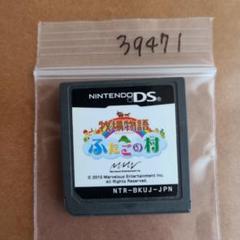 39471
NINTENDO DS
牧場物語
ふたごの村
© 2010 Marvelous Entertainment Inc.
All Rights Reserved.
NTR-BKUJ-JPN